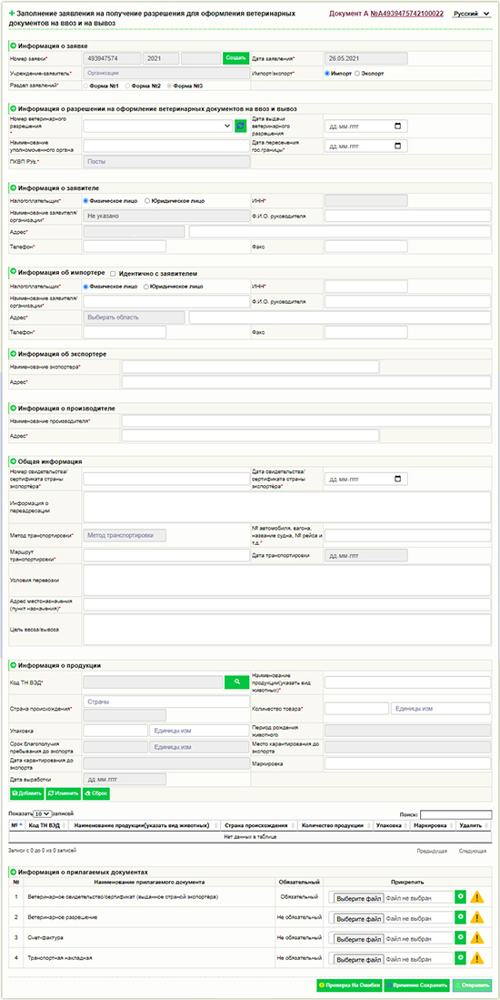 Заполнение заявления на получение разрешения для оформления ветеринарных документов на ввоз и на вывоз
Документ А №A4939475742100022
Русский
Информация о заявке
Номер заявки* 493947574 2021 Создать Дата заявления* 26.05.2021
Учреждение-заявитель* Организации Импорт/экспорт* Импорт Эспорт
Раздел заявлений* Форма №1 Форма №2 Форма №3
Информация о разрешении на оформление ветеринарных документов на ввоз и вывоз
Номер ветеринарного разрешения * Дата выдачи ветеринарного разрешения дд.мм.гггг
Наименование уполномоченного органа Дата пересечения гос.границы* дд.мм.гггг
ПКВП РУз.* Посты
Информация о заявителе
Налогоплательщик* Физическое лицо Юридическое лицо ИНН*
Наименование заявителя/организации* Не указано Ф.И.О. руководителя
Адрес*
Телефон* Факс
Информация об импортере Идентично с заявителем
Налогоплательщик* Физическое лицо Юридическое лицо ИНН*
Наименование заявителя/организации* Ф.И.О. руководителя
Адрес* Выбирать область
Телефон* Факс
Информация об экспортере
Наименование экспортера*
Адрес*
Информация о производителе
Наименование производителя*
Адрес*
Общая информация
Номер свидетельства/сертификата страны экспортёра* Дата свидетельства/сертификата страны экспортёра* дд.мм.гггг
Информация о переадресации
Метод транспортировки* Метод транспортировки № автомобиля, вагона, название судна, № рейса и т.д.*
Маршрут транспортировки* Дата транспортировки дд.мм.гггг
Условия перевозки
Адрес местоназначения (пункт назначения)*
Цель ввоза/вывоза
Информация о продукции
Код ТН ВЭД* Наименование продукции(указать вид животных)*
Страна происхождения* Страны Количество товара* Единицы.изм
Упаковка Единицы.изм Период рождения животного
Срок благополучия пребывания до экспорта Единицы.изм Место карантирования до экспорта
Дата карантирования до экспорта Маркировка
Дата выработки дд.мм.гггг
Добавить Изменить Сброс
Показать 10 записей Поиск:
№ Код ТН ВЭД Наименование продукции(указать вид животных) Страна происхождения Количество продукции Упаковка Маркировка Удалить
Нет данных в таблице
Записи с 0 до 0 из 0 записей Предыдущая Следующая
Информация о прилагаемых документах
№ Наименование прилагаемого документа Обязательный Прикрепить
1 Ветеринарное свидетельство/сертификат (выданное страной экспортера) Обязательный Выберите файл Файл не выбран
2 Ветеринарное разрешение Не обязательный Выберите файл Файл не выбран
3 Счет-фактура Не обязательный Выберите файл Файл не выбран
4 Транспортная накладная Не обязательный Выберите файл Файл не выбран
Проверка На Ошибки Временно Сохранить Отправить